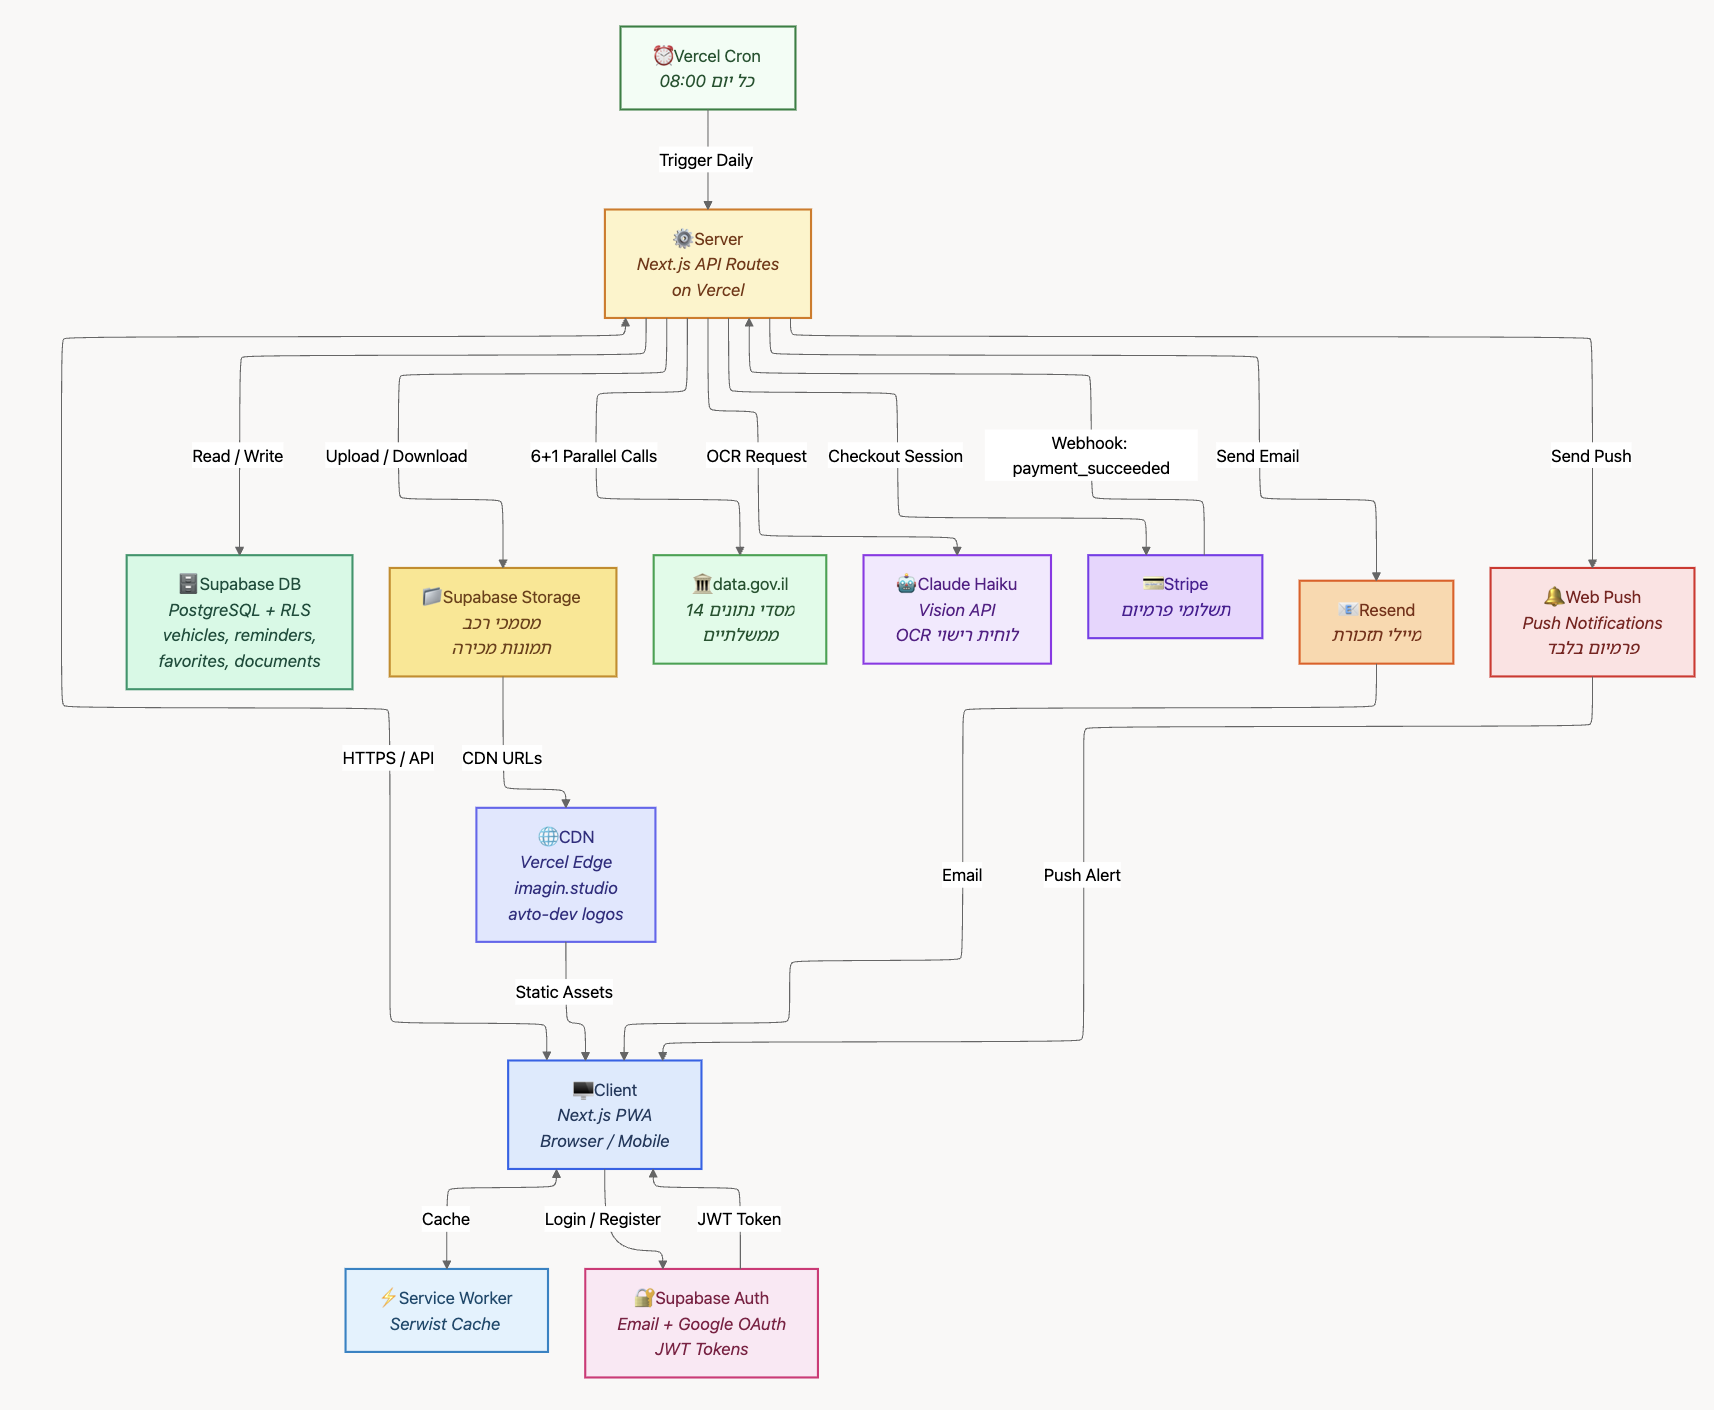 ⏰Vercel Cron
כל יום 08:00
Trigger Daily
⚙️Server
Next.js API Routes
on Vercel
Read / Write
Upload / Download
6+1 Parallel Calls
OCR Request
Checkout Session
Webhook:
payment_succeeded
Send Email
Send Push
🗄️Supabase DB
PostgreSQL + RLS
vehicles, reminders,
favorites, documents
📁Supabase Storage
מסמכי רכב
תמונות מכירה
🏛️data.gov.il
14 מסדי נתונים
ממשלתיים
🤖Claude Haiku
Vision API
OCR לוחית רישוי
💳Stripe
תשלומי פרמיום
📧Resend
מיילי תזכורת
🔔Web Push
Push Notifications
פרמיום בלבד
HTTPS / API
CDN URLs
🌐CDN
Vercel Edge
imagin.studio
avto-dev logos
Email
Push Alert
Static Assets
🖥️Client
Next.js PWA
Browser / Mobile
Cache
Login / Register
JWT Token
⚡Service Worker
Serwist Cache
🔐Supabase Auth
Email + Google OAuth
JWT Tokens